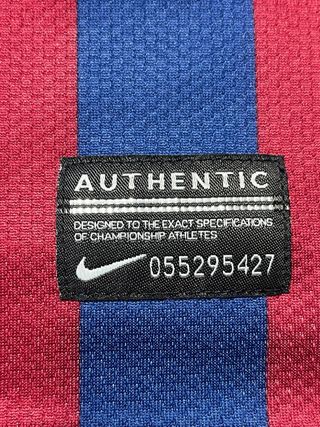 AUTHENTIC
DESIGNED TO THE EXACT SPECIFICATIONS
OF CHAMPIONSHIP ATHLETES
055295427